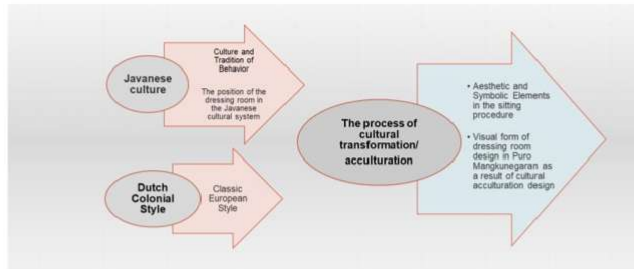 Javanese
culture
Culture and
Tradition of
Behavior
The position of the
dressing room in
the Javanese
cultural system
Dutch
Colonial
Style
Classic
European
Style
The process of
cultural
transformation/
acculturation
• Aesthetic and
Symbolic Elements
in the sitting
procedure
• Visual form of
dressing room
design in Puro
Mangkunegaran as
a result of cultural
acculturation design